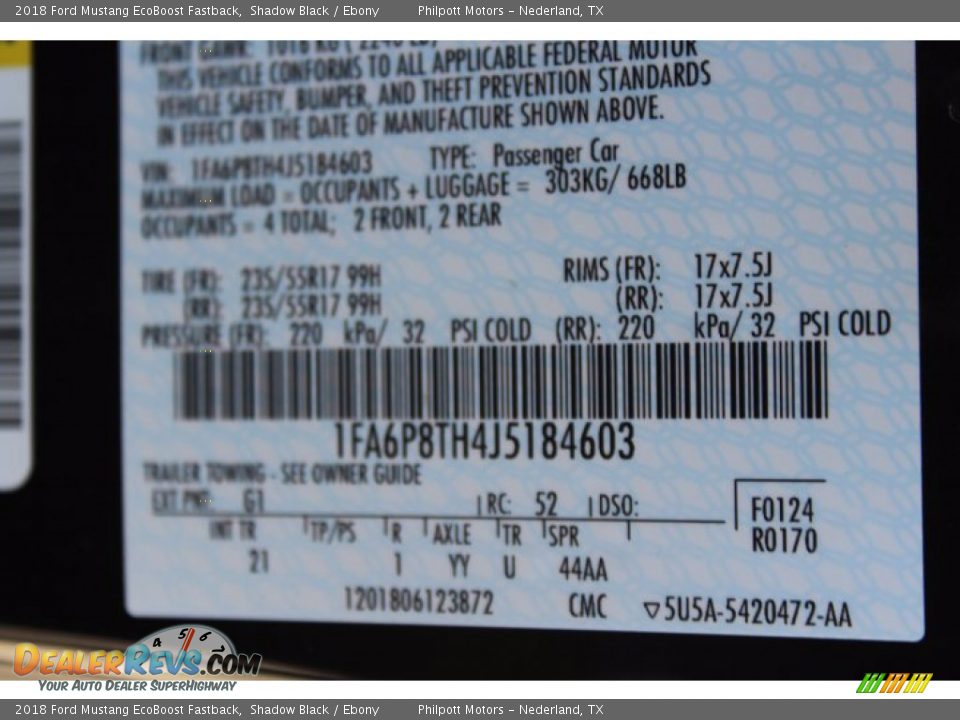 2018 Ford Mustang EcoBoost Fastback, Shadow Black / Ebony Philpott Motors - Nederland, TX
THIS VEHICLE CONFORMS TO ALL APPLICABLE FEDERAL MOTOR
VEHICLE SAFETY, BUMPER, AND THEFT PREVENTION STANDARDS
IN EFFECT ON THE DATE OF MANUFACTURE SHOWN ABOVE.
VIN: 1FA6P8TH4J5184603 TYPE: Passenger Car
MAXIMUM LOAD = OCCUPANTS + LUGGAGE = 303KG/ 668LB
OCCUPANTS = 4 TOTAL; 2 FRONT, 2 REAR
TIRE (FR): 235/55R17 99H RIMS (FR): 17x7.5J
(RR): 235/55R17 99H (RR): 17x7.5J
PRESSURE (FR): 220 kPa/ 32 PSI COLD (RR): 220 kPa/ 32 PSI COLD
1FA6P8TH4J5184603
TRAILER TOWING - SEE OWNER GUIDE
EXT PNT: G1 RC: 52 DSO: F0124
R0170
INT TR TP/PS R AXLE TR SPR
21 1 YY U 44AA
1201806123872 CMC ▽5U5A-5420472-AA
4 5 6
DealerRevs.com
Your Auto Dealer SuperHighway
2018 Ford Mustang EcoBoost Fastback, Shadow Black / Ebony Philpott Motors - Nederland, TX